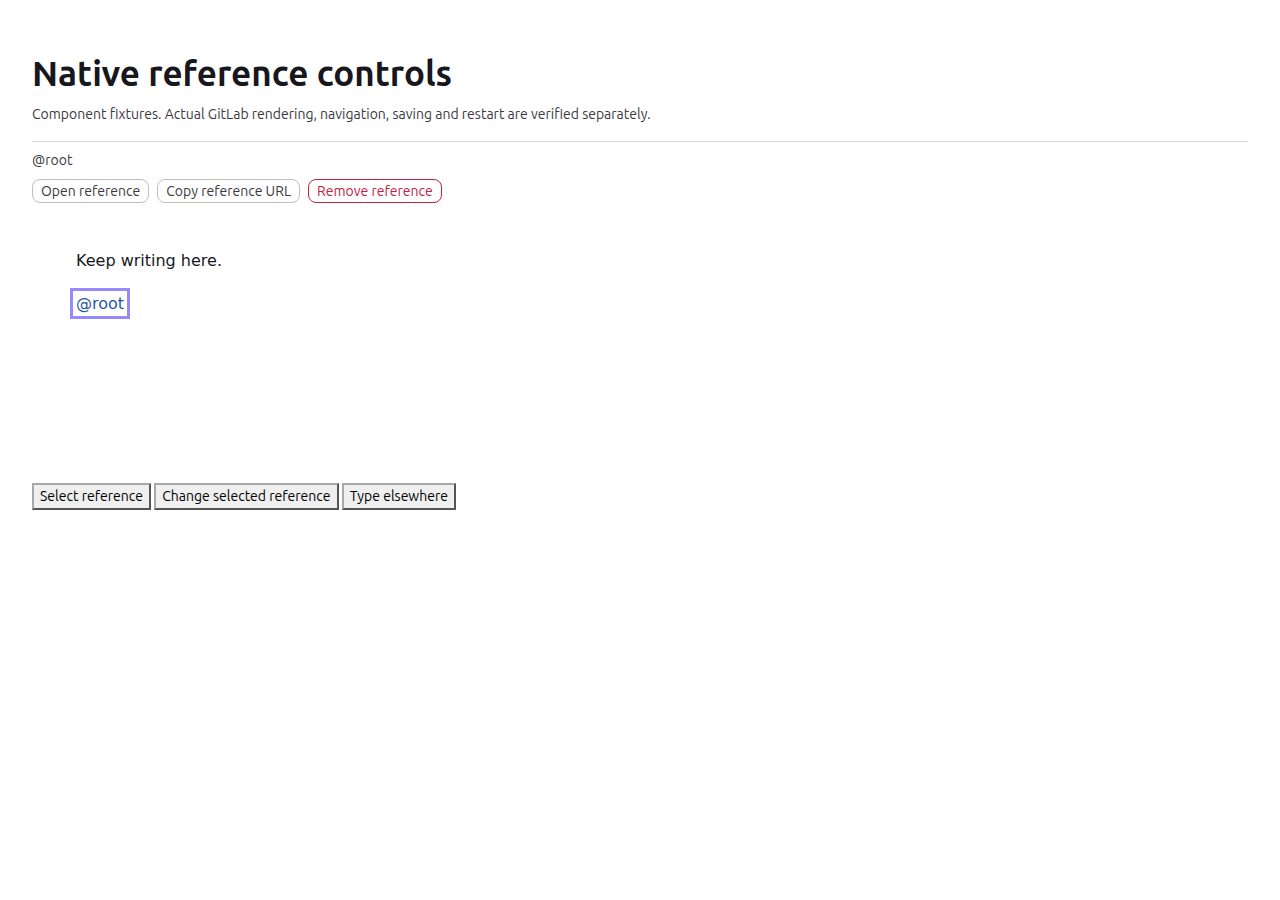 Native reference controls
Component fixtures. Actual GitLab rendering, navigation, saving and restart are verified separately.
@root
Open reference Copy reference URL Remove reference
Keep writing here.
@root
Select reference Change selected reference Type elsewhere